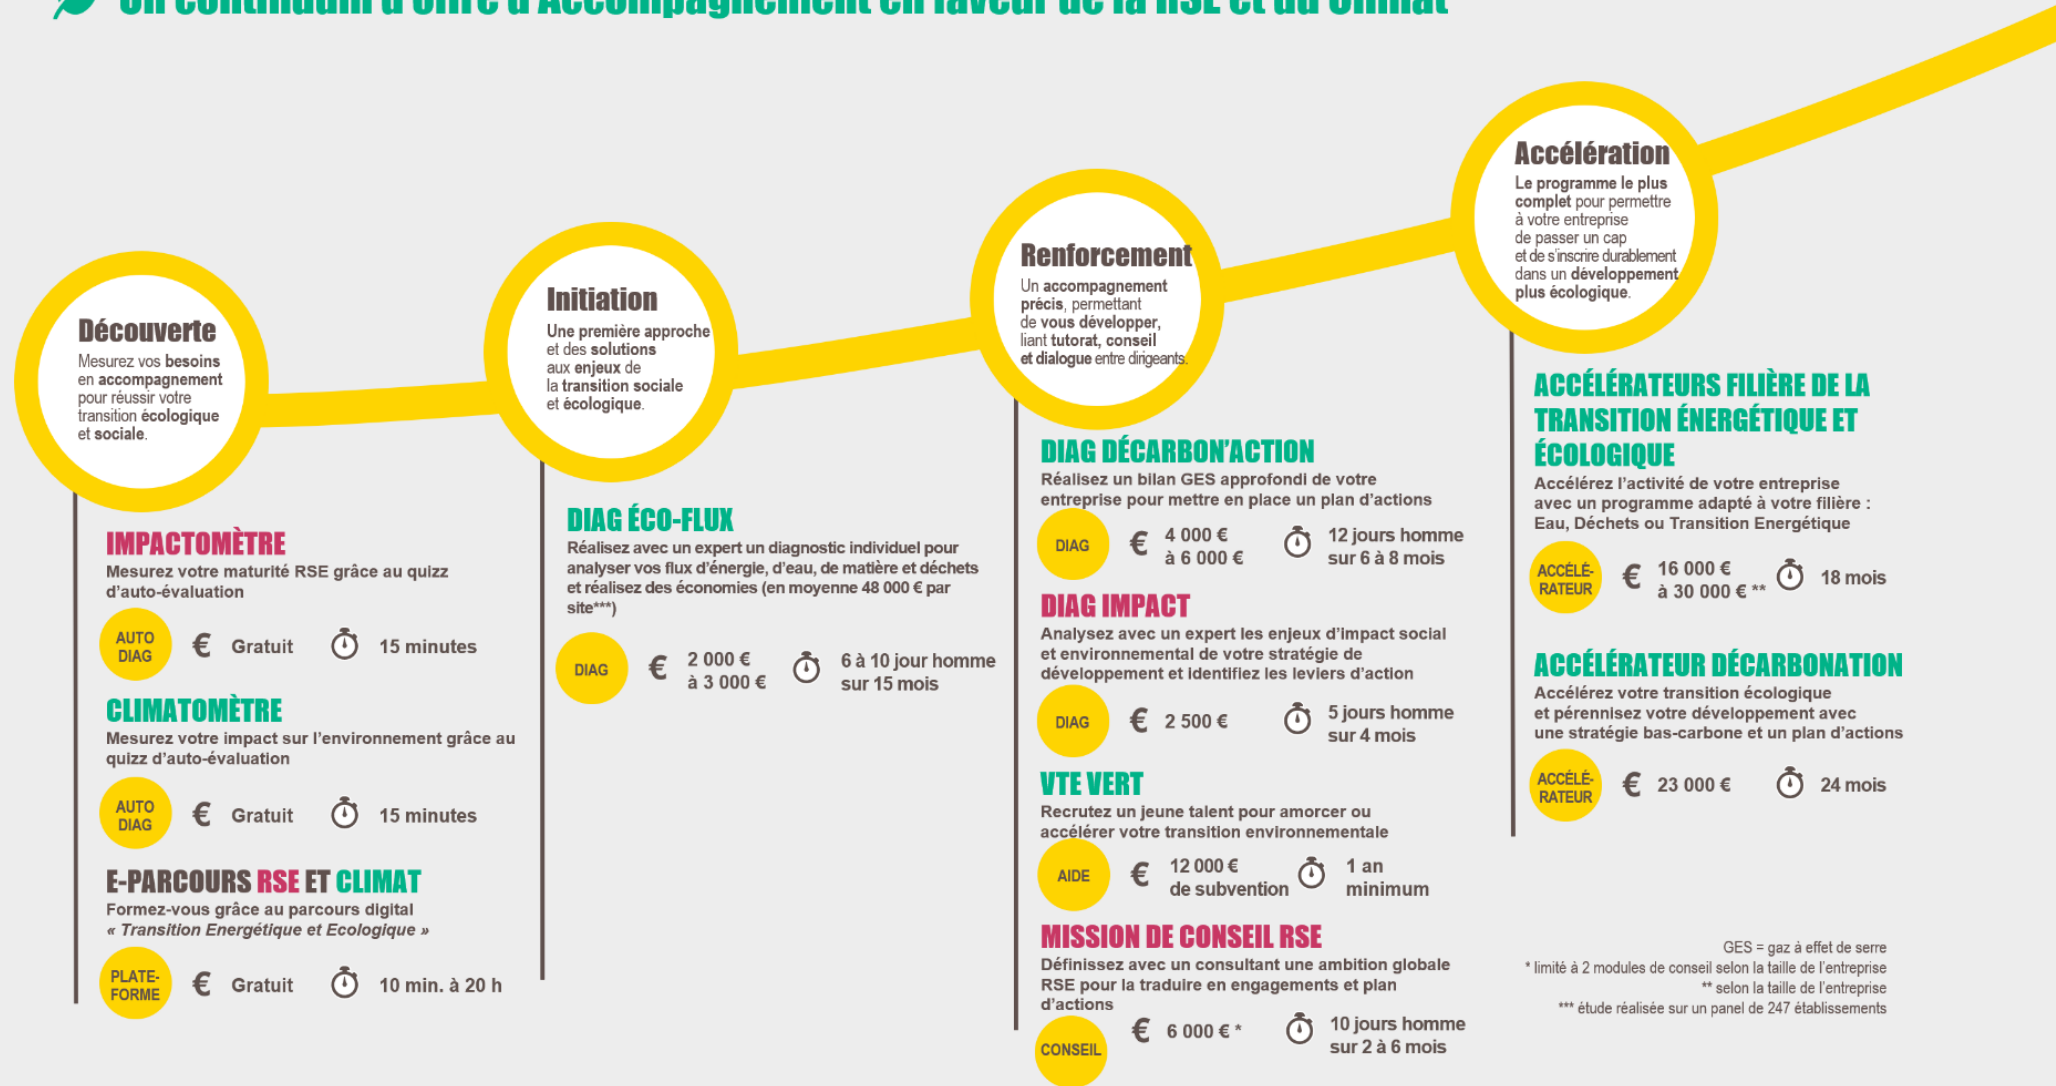 Un continuum d'offre d'Accompagnement en faveur de la RSE et du Climat
Découverte
Mesurez vos besoins
en accompagnement
pour réussir votre
transition écologique
et sociale.
IMPACTOMÈTRE
Mesurez votre maturité RSE grâce au quizz
d'auto-évaluation
AUTO
DIAG
€ Gratuit 15 minutes
CLIMATOMÈTRE
Mesurez votre impact sur l'environnement grâce au
quizz d'auto-évaluation
AUTO
DIAG
€ Gratuit 15 minutes
E-PARCOURS RSE ET CLIMAT
Formez-vous grâce au parcours digital
« Transition Energétique et Ecologique »
PLATE-
FORME
€ Gratuit 10 min. à 20 h
Initiation
Une première approche
et des solutions
aux enjeux de
la transition sociale
et écologique.
DIAG ÉCO-FLUX
Réalisez avec un expert un diagnostic individuel pour
analyser vos flux d'énergie, d'eau, de matière et déchets
et réalisez des économies (en moyenne 48 000 € par
site***)
DIAG
€
2 000 €
à 3 000 €
6 à 10 jour homme
sur 15 mois
Renforcement
Un accompagnement
précis, permettant
de vous développer,
liant tutorat, conseil
et dialogue entre dirigeants.
DIAG DÉCARBON'ACTION
Réalisez un bilan GES approfondi de votre
entreprise pour mettre en place un plan d'actions
DIAG
€
4 000 €
à 6 000 €
12 jours homme
sur 6 à 8 mois
DIAG IMPACT
Analysez avec un expert les enjeux d'impact social
et environnemental de votre stratégie de
développement et identifiez les leviers d'action
DIAG
€ 2 500 €
5 jours homme
sur 4 mois
VTE VERT
Recrutez un jeune talent pour amorcer ou
accélérer votre transition environnementale
AIDE
€
12 000 €
de subvention
1 an
minimum
MISSION DE CONSEIL RSE
Définissez avec un consultant une ambition globale
RSE pour la traduire en engagements et plan
d'actions
CONSEIL
€ 6 000 € *
10 jours homme
sur 2 à 6 mois
Accélération
Le programme le plus
complet pour permettre
à votre entreprise
de passer un cap
et de s'inscrire durablement
dans un développement
plus écologique.
ACCÉLÉRATEURS FILIÈRE DE LA
TRANSITION ÉNERGÉTIQUE ET
ÉCOLOGIQUE
Accélérez l'activité de votre entreprise
avec un programme adapté à votre filière :
Eau, Déchets ou Transition Energétique
ACCÉLÉ-
RATEUR
€
16 000 €
à 30 000 € **
18 mois
ACCÉLÉRATEUR DÉCARBONATION
Accélérez votre transition écologique
et pérennisez votre développement avec
une stratégie bas-carbone et un plan d'actions
ACCÉLÉ-
RATEUR
€ 23 000 € 24 mois
GES = gaz à effet de serre
* limité à 2 modules de conseil selon la taille de l'entreprise
** selon la taille de l'entreprise
*** étude réalisée sur un panel de 247 établissements